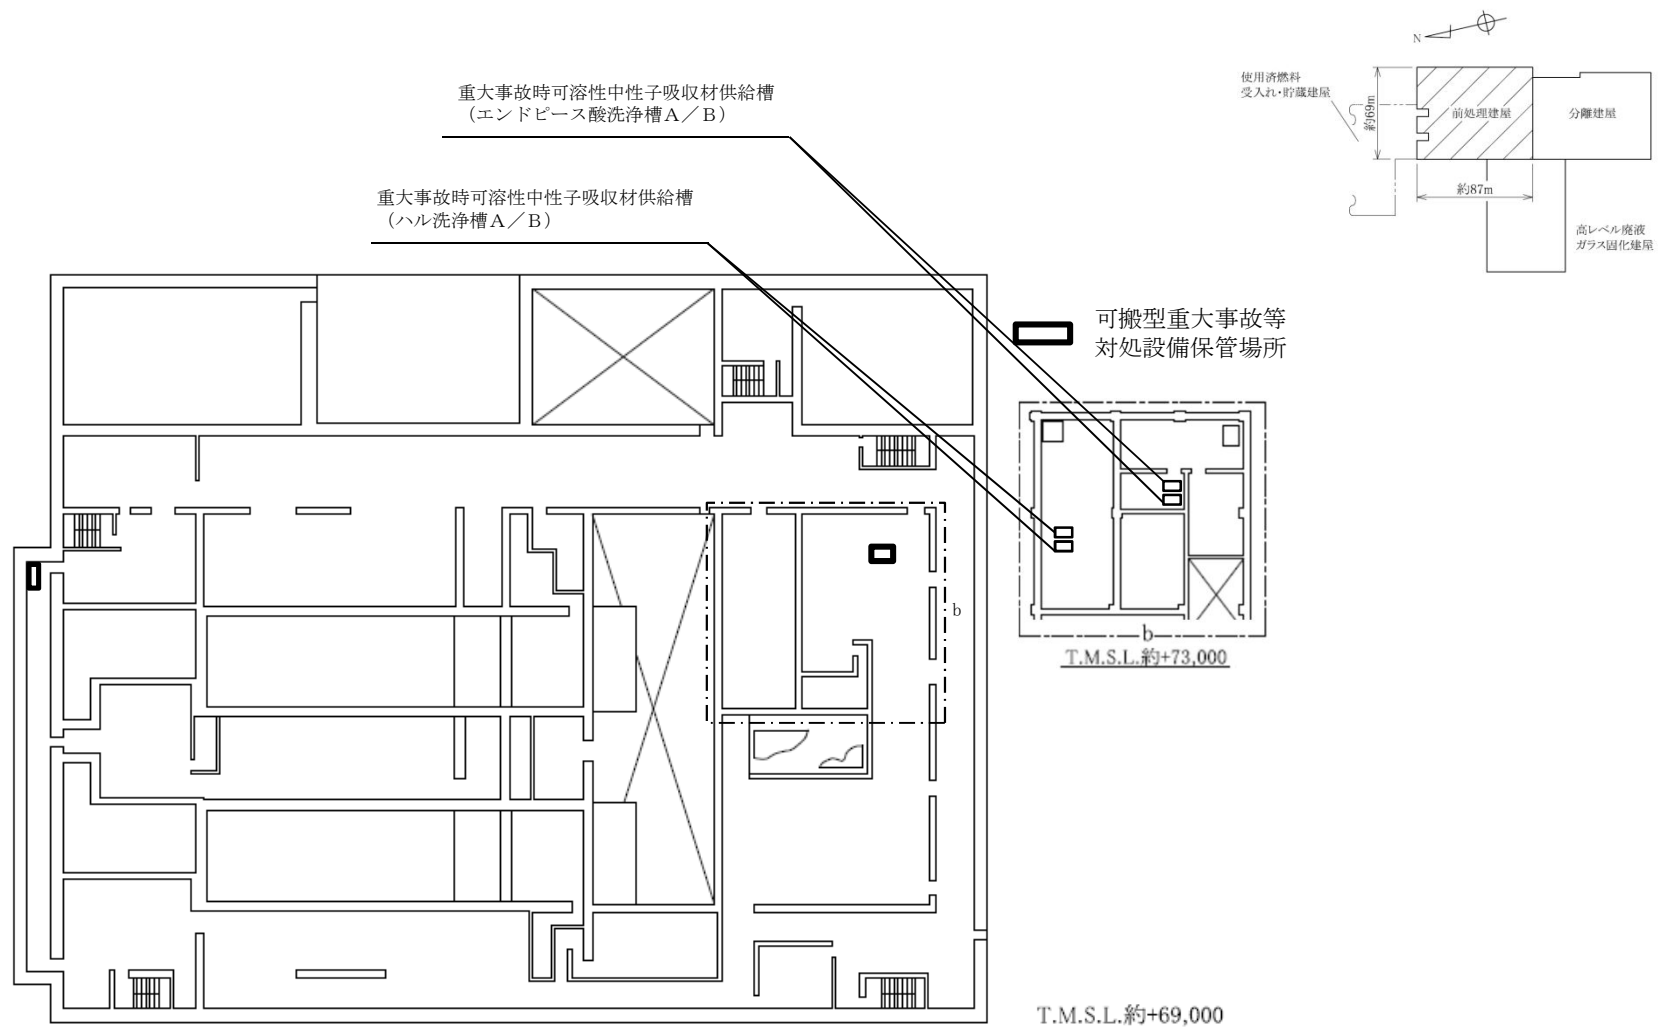 N
使用済燃料
受入れ・貯蔵建屋
約69m
前処理建屋
分離建屋
約87m
高レベル廃液
ガラス固化建屋
重大事故時可溶性中性子吸収材供給槽
（エンドピース酸洗浄槽Ａ／Ｂ）
重大事故時可溶性中性子吸収材供給槽
（ハル洗浄槽Ａ／Ｂ）
可搬型重大事故等
対処設備保管場所
b
b
T.M.S.L.約+73,000
T.M.S.L.約+69,000